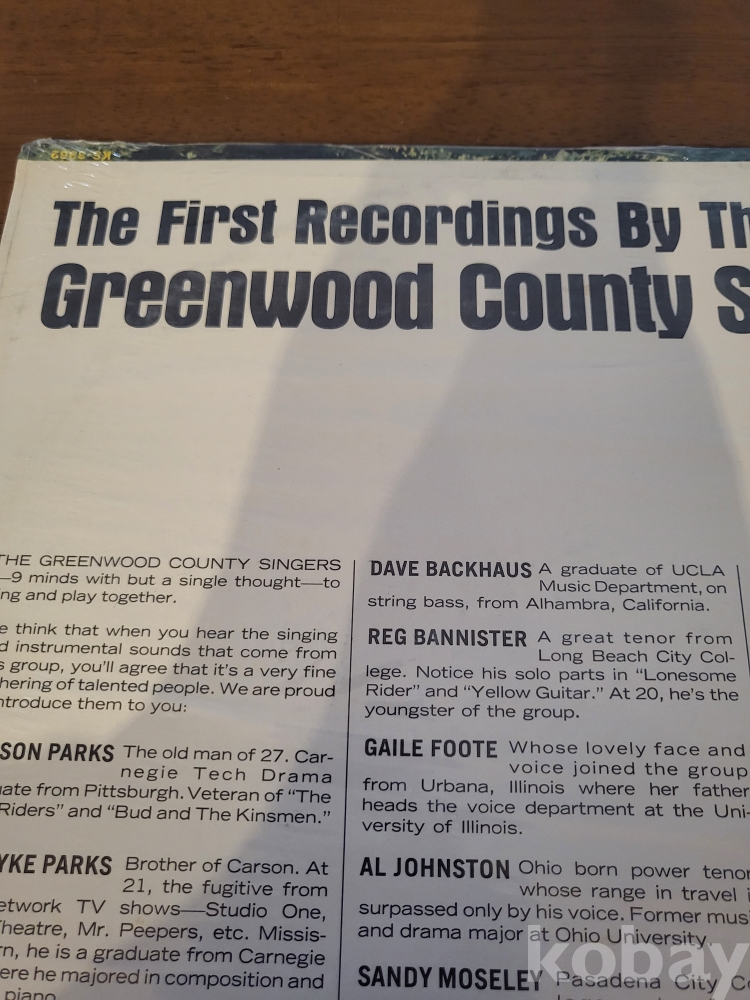 KS-3362
The First Recordings By Th
Greenwood County S
THE GREENWOOD COUNTY SINGERS
—9 minds with but a single thought—to
ng and play together.
e think that when you hear the singing
d instrumental sounds that come from
s group, you'll agree that it's a very fine
hering of talented people. We are proud
ntroduce them to you:
SON PARKS The old man of 27. Car-
negie Tech Drama
uate from Pittsburgh. Veteran of "The
Riders" and "Bud and The Kinsmen."
YKE PARKS Brother of Carson. At
21, the fugitive from
etwork TV shows—Studio One,
Theatre, Mr. Peepers, etc. Missis-
rn, he is a graduate from Carnegie
ere he majored in composition and
piano.
DAVE BACKHAUS A graduate of UCLA
Music Department, on
string bass, from Alhambra, California.
REG BANNISTER A great tenor from
Long Beach City Col-
lege. Notice his solo parts in "Lonesome
Rider" and "Yellow Guitar." At 20, he's the
youngster of the group.
GAILE FOOTE Whose lovely face and
voice joined the group
from Urbana, Illinois where her father
heads the voice department at the Uni-
versity of Illinois.
AL JOHNSTON Ohio born power tenor
whose range in travel i
surpassed only by his voice. Former mus
and drama major at Ohio University.
SANDY MOSELEY Pasadena City C
kobay